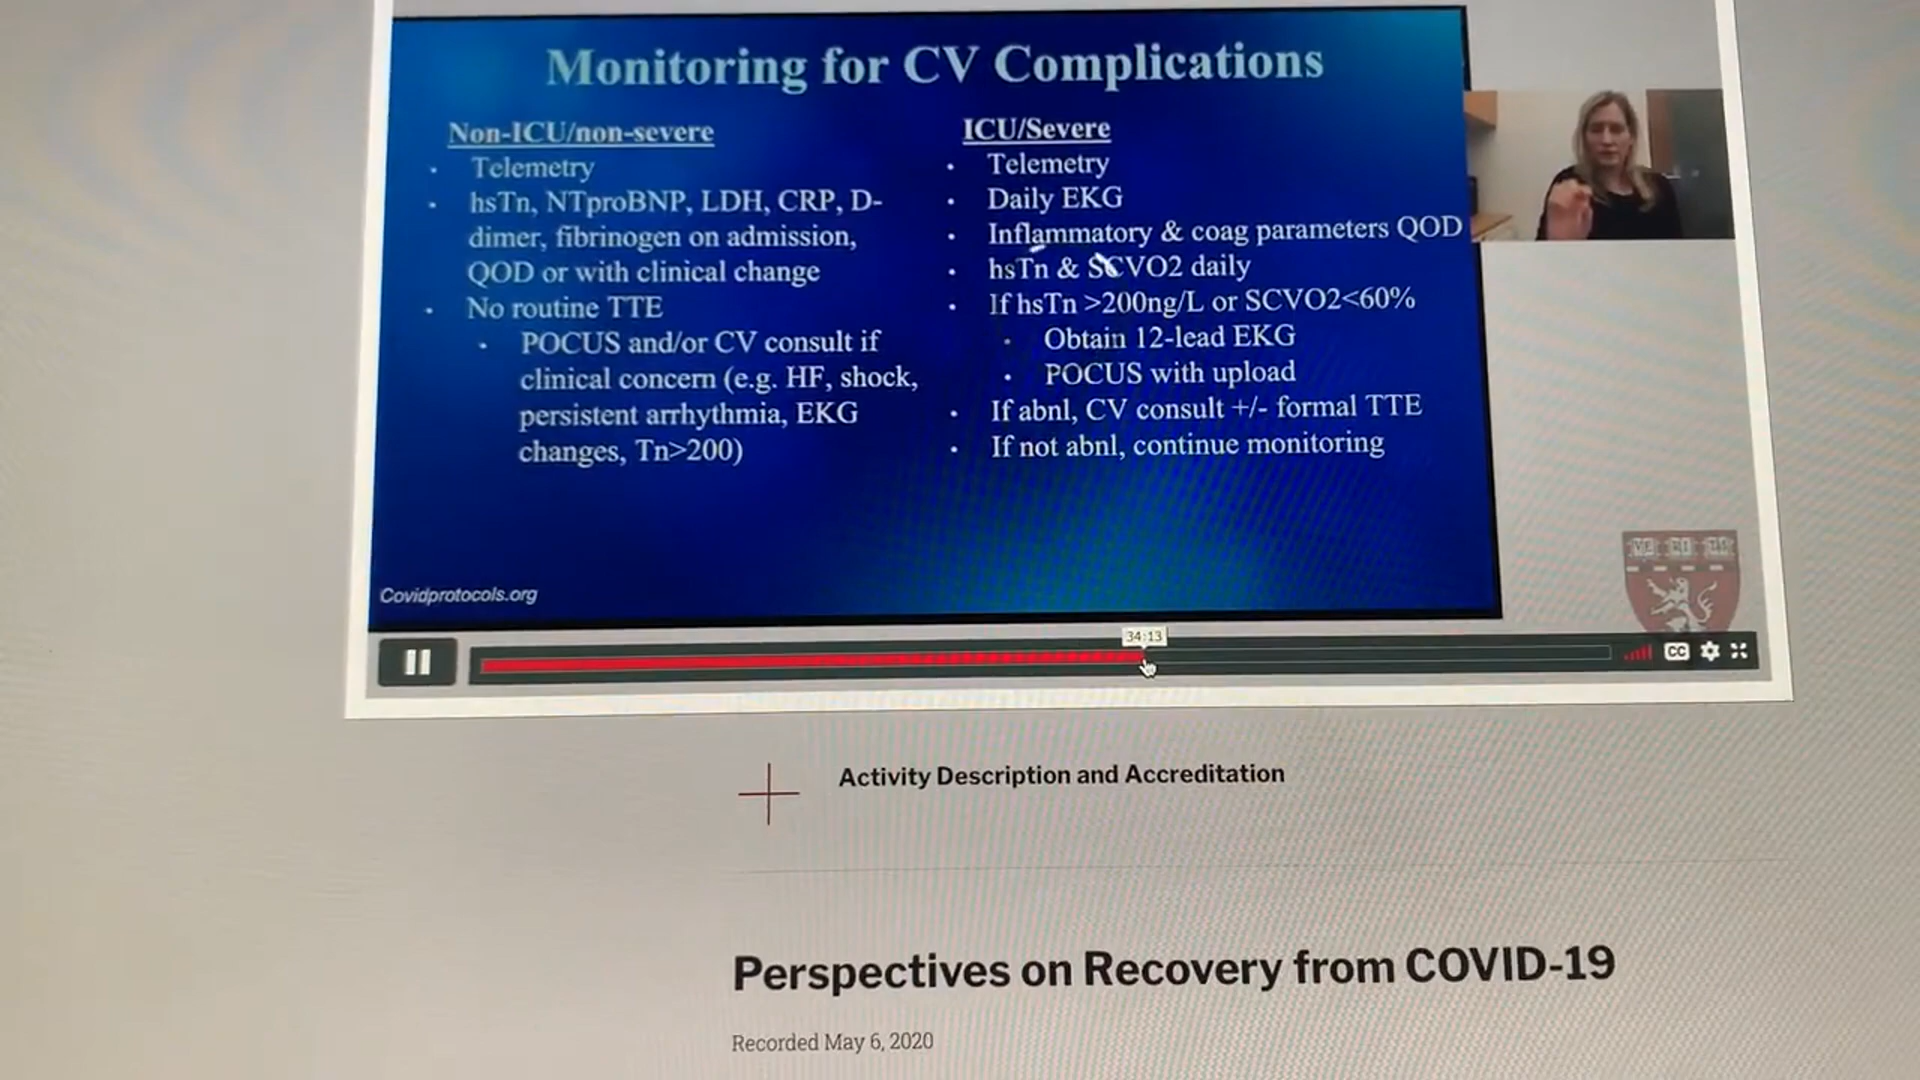 Monitoring for CV Complications
Non-ICU/non-severe
• Telemetry
• hsTn, NTproBNP, LDH, CRP, D-
dimer, fibrinogen on admission,
QOD or with clinical change
• No routine TTE
• POCUS and/or CV consult if
clinical concern (e.g. HF, shock,
persistent arrhythmia, EKG
changes, Tn>200)
ICU/Severe
• Telemetry
• Daily EKG
• Inflammatory & coag parameters QOD
• hsTn & SCVO2 daily
• If hsTn >200ng/L or SCVO2<60%
• Obtain 12-lead EKG
• POCUS with upload
• If abnl, CV consult +/- formal TTE
• If not abnl, continue monitoring
Covidprotocols.org
VE RI TAS
34:13
CC
Activity Description and Accreditation
Perspectives on Recovery from COVID-19
Recorded May 6, 2020